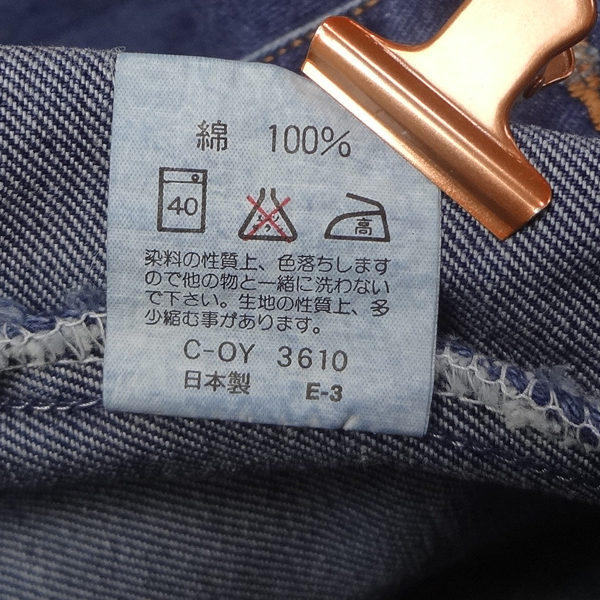 綿 100%
40 高
染料の性質上、色落ちします
ので他の物と一緒に洗わない
で下さい。生地の性質上、多
少縮む事があります。
C-OY 3610
日本製 E-3